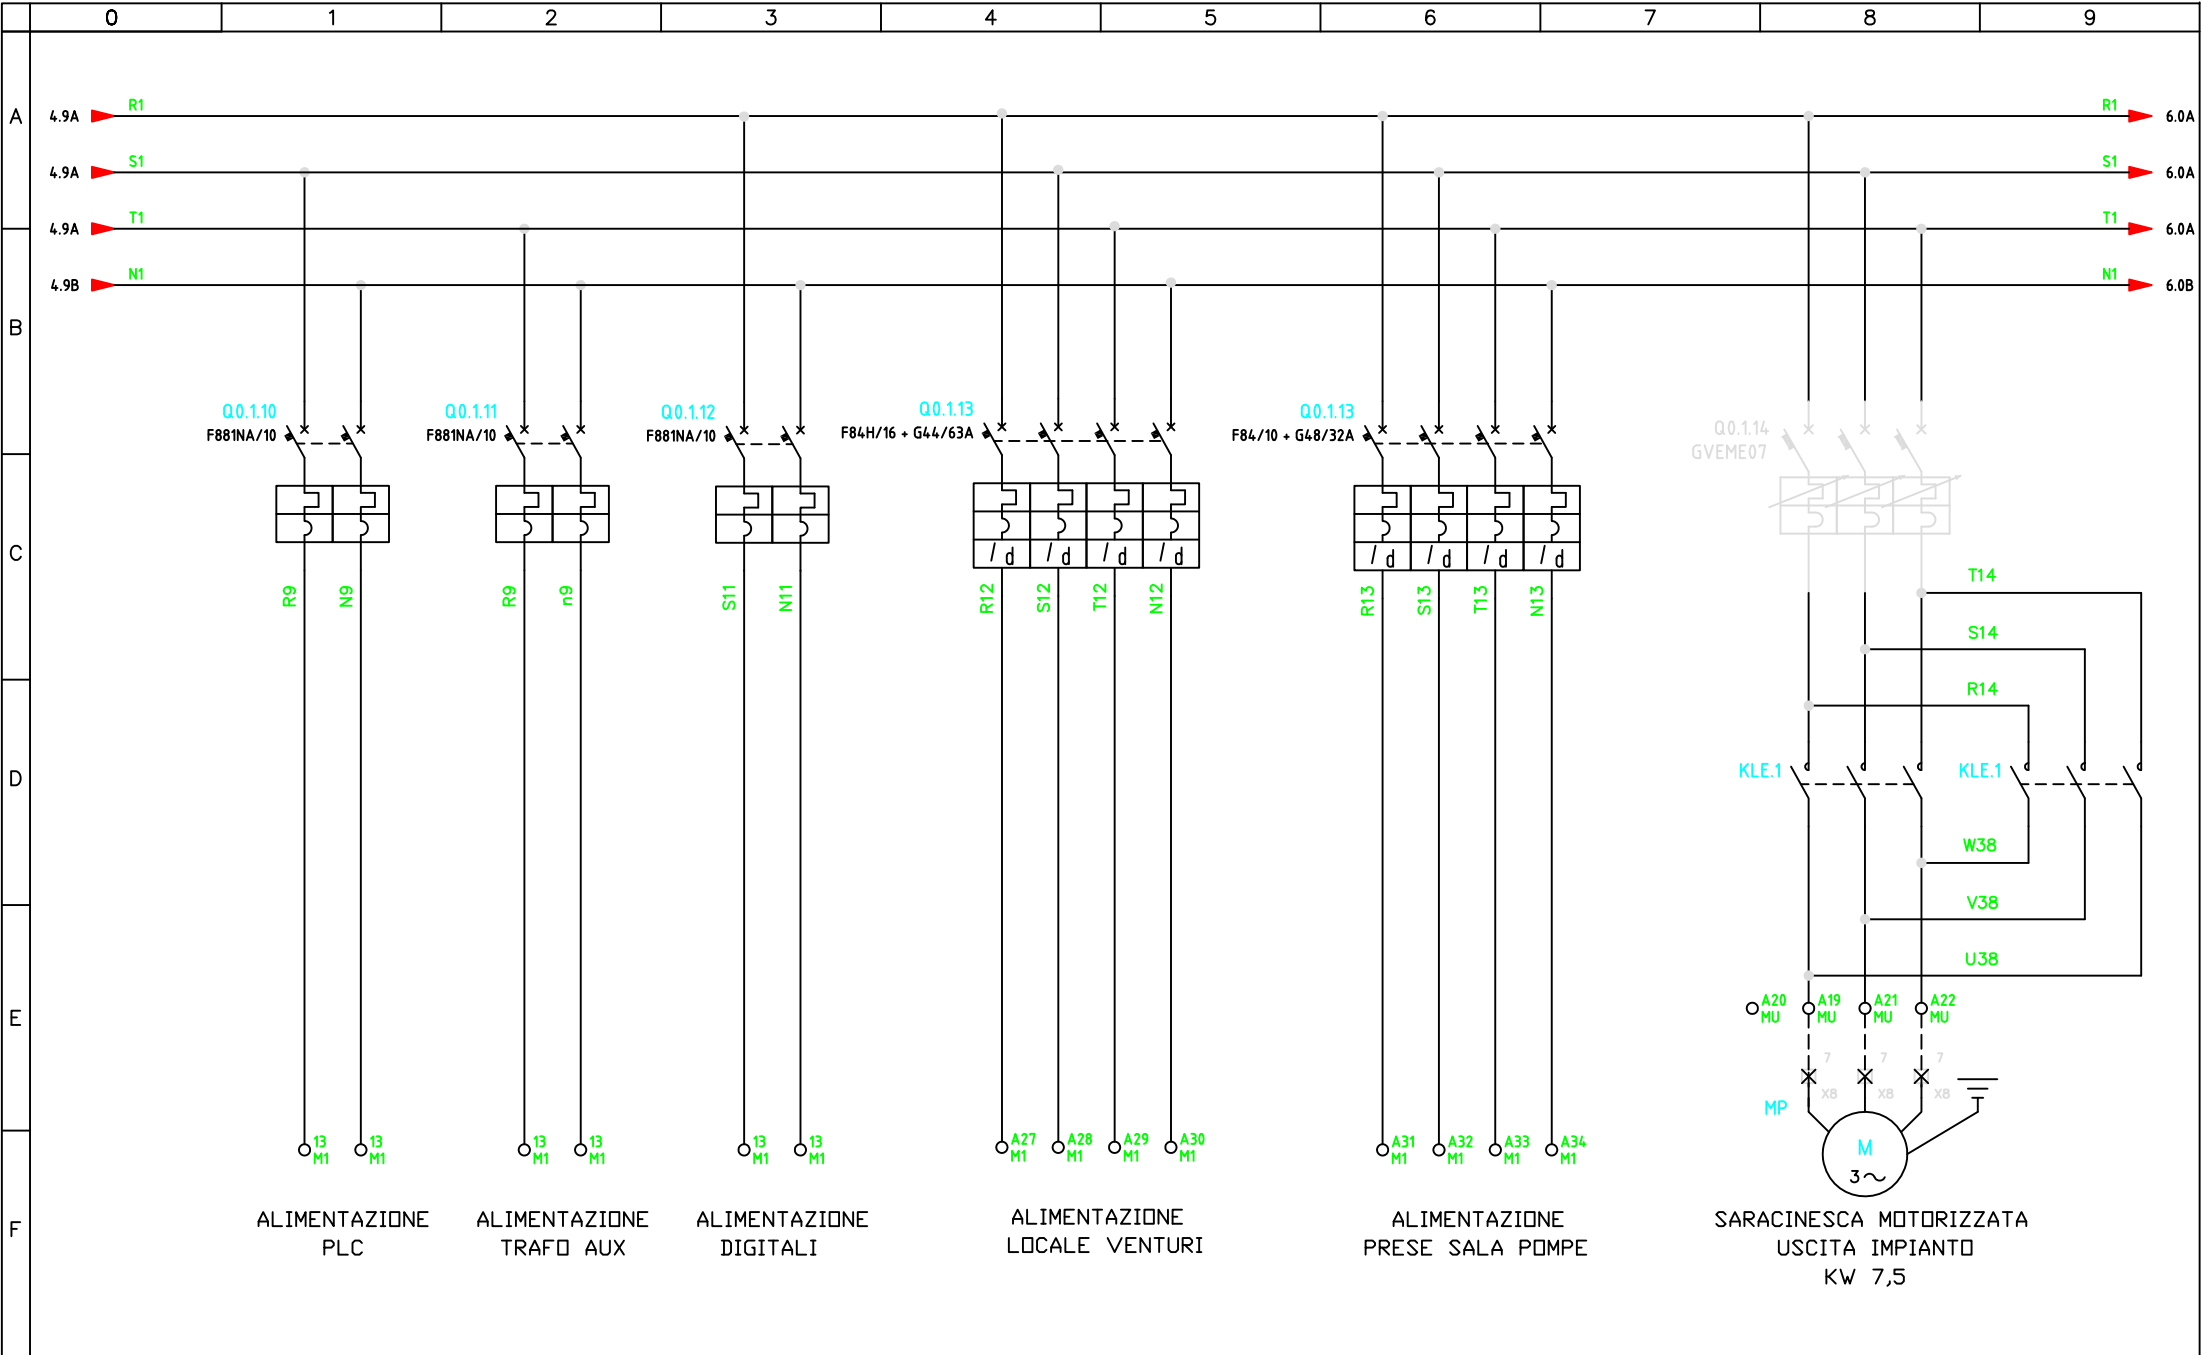 0 1 2 3 4 5 6 7 8 9
A
B
C
D
E
F
4.9A R1 R1 6.0A
4.9A S1 S1 6.0A
4.9A T1 T1 6.0A
4.9B N1 N1 6.0B
Q0.1.10
F881NA/10
R9 N9
13 M1
13 M1
ALIMENTAZIONE
PLC
Q0.1.11
F881NA/10
R9 n9
13 M1
13 M1
ALIMENTAZIONE
TRAFO AUX
Q0.1.12
F881NA/10
S11 N11
13 M1
13 M1
ALIMENTAZIONE
DIGITALI
Q0.1.13
F84H/16 + G44/63A
I d I d I d I d
R12 S12 T12 N12
A27 M1
A28 M1
A29 M1
A30 M1
ALIMENTAZIONE
LOCALE VENTURI
Q0.1.13
F84/10 + G48/32A
I d I d I d I d
R13 S13 T13 N13
A31 M1
A32 M1
A33 M1
A34 M1
ALIMENTAZIONE
PRESE SALA POMPE
Q0.1.14
GVEME07
T14
S14
R14
KLE.1 KLE.1
W38
V38
U38
A20 MU
A19 MU
A21 MU
A22 MU
7 7 7
X8 X8 X8
MP
M
3~
SARACINESCA MOTORIZZATA
USCITA IMPIANTO
KW 7,5